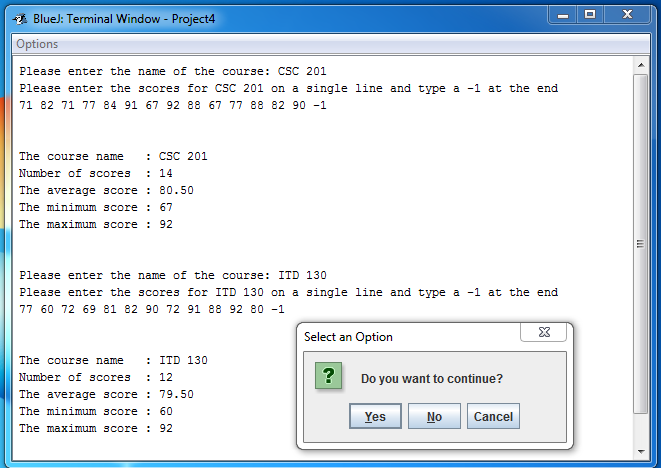 BlueJ: Terminal Window - Project4
Options
Please enter the name of the course: CSC 201
Please enter the scores for CSC 201 on a single line and type a -1 at the end
71 82 71 77 84 91 67 92 88 67 77 88 82 90 -1
The course name   : CSC 201
Number of scores  : 14
The average score : 80.50
The minimum score : 67
The maximum score : 92
Please enter the name of the course: ITD 130
Please enter the scores for ITD 130 on a single line and type a -1 at the end
77 60 72 69 81 82 90 72 91 88 92 80 -1
The course name   : ITD 130
Number of scores  : 12
The average score : 79.50
The minimum score : 60
The maximum score : 92
Select an Option
Do you want to continue?
Yes No Cancel